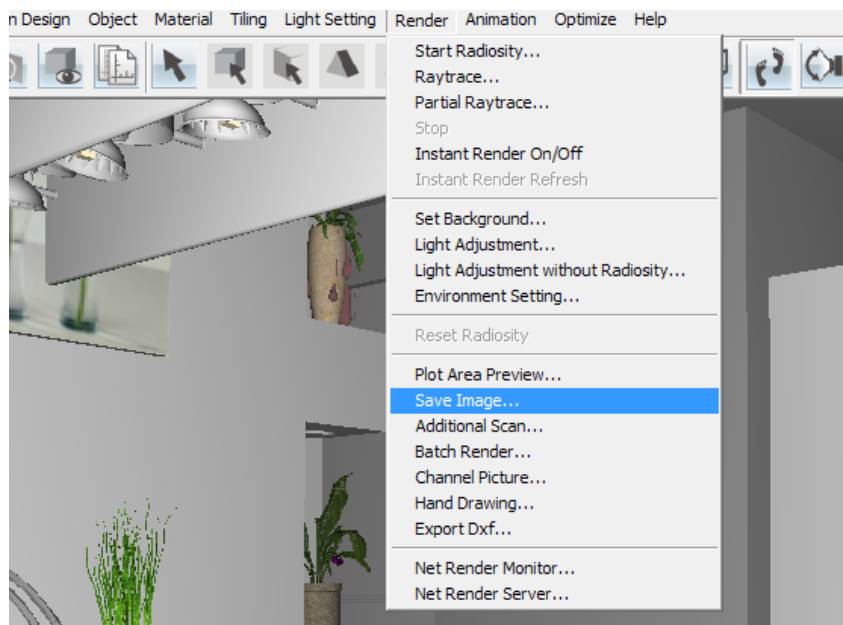 n Design Object Material Tiling Light Setting Render Animation Optimize Help
Start Radiosity...
Raytrace...
Partial Raytrace...
Stop
Instant Render On/Off
Instant Render Refresh
Set Background...
Light Adjustment...
Light Adjustment without Radiosity...
Environment Setting...
Reset Radiosity
Plot Area Preview...
Save Image...
Additional Scan...
Batch Render...
Channel Picture...
Hand Drawing...
Export Dxf...
Net Render Monitor...
Net Render Server...